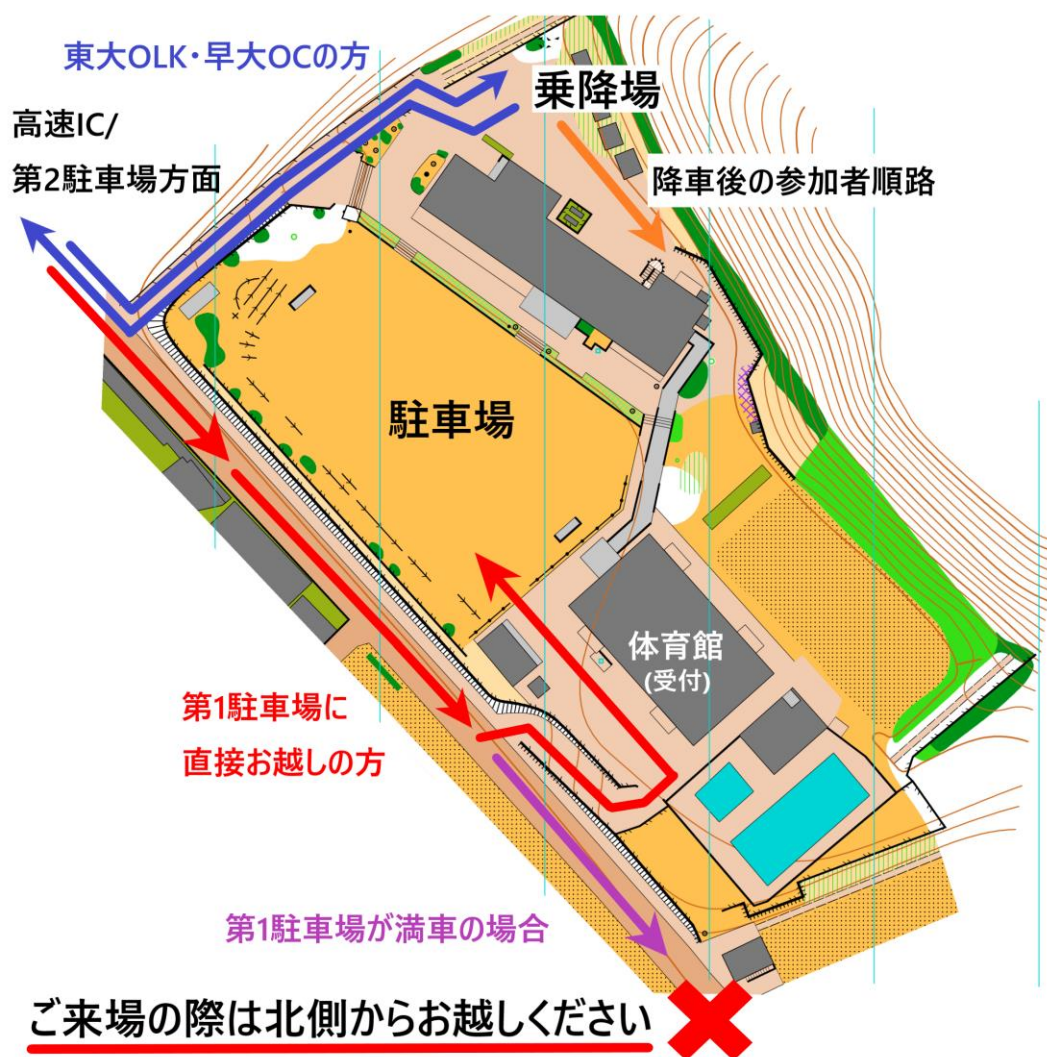 東大OLK・早大OCの方
乗降場
高速IC/
第2駐車場方面
降車後の参加者順路
駐車場
体育館
(受付)
第1駐車場に
直接お越しの方
第1駐車場が満車の場合
ご来場の際は北側からお越しください